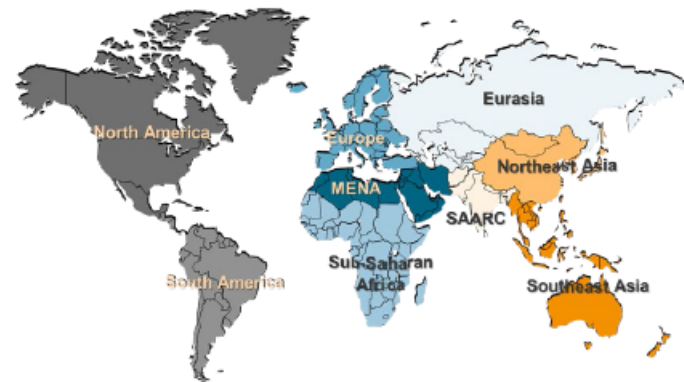 Eurasia
North America
Europe
Northeast Asia
MENA
SAARC
Sub-Saharan
Africa
South America
Southeast Asia